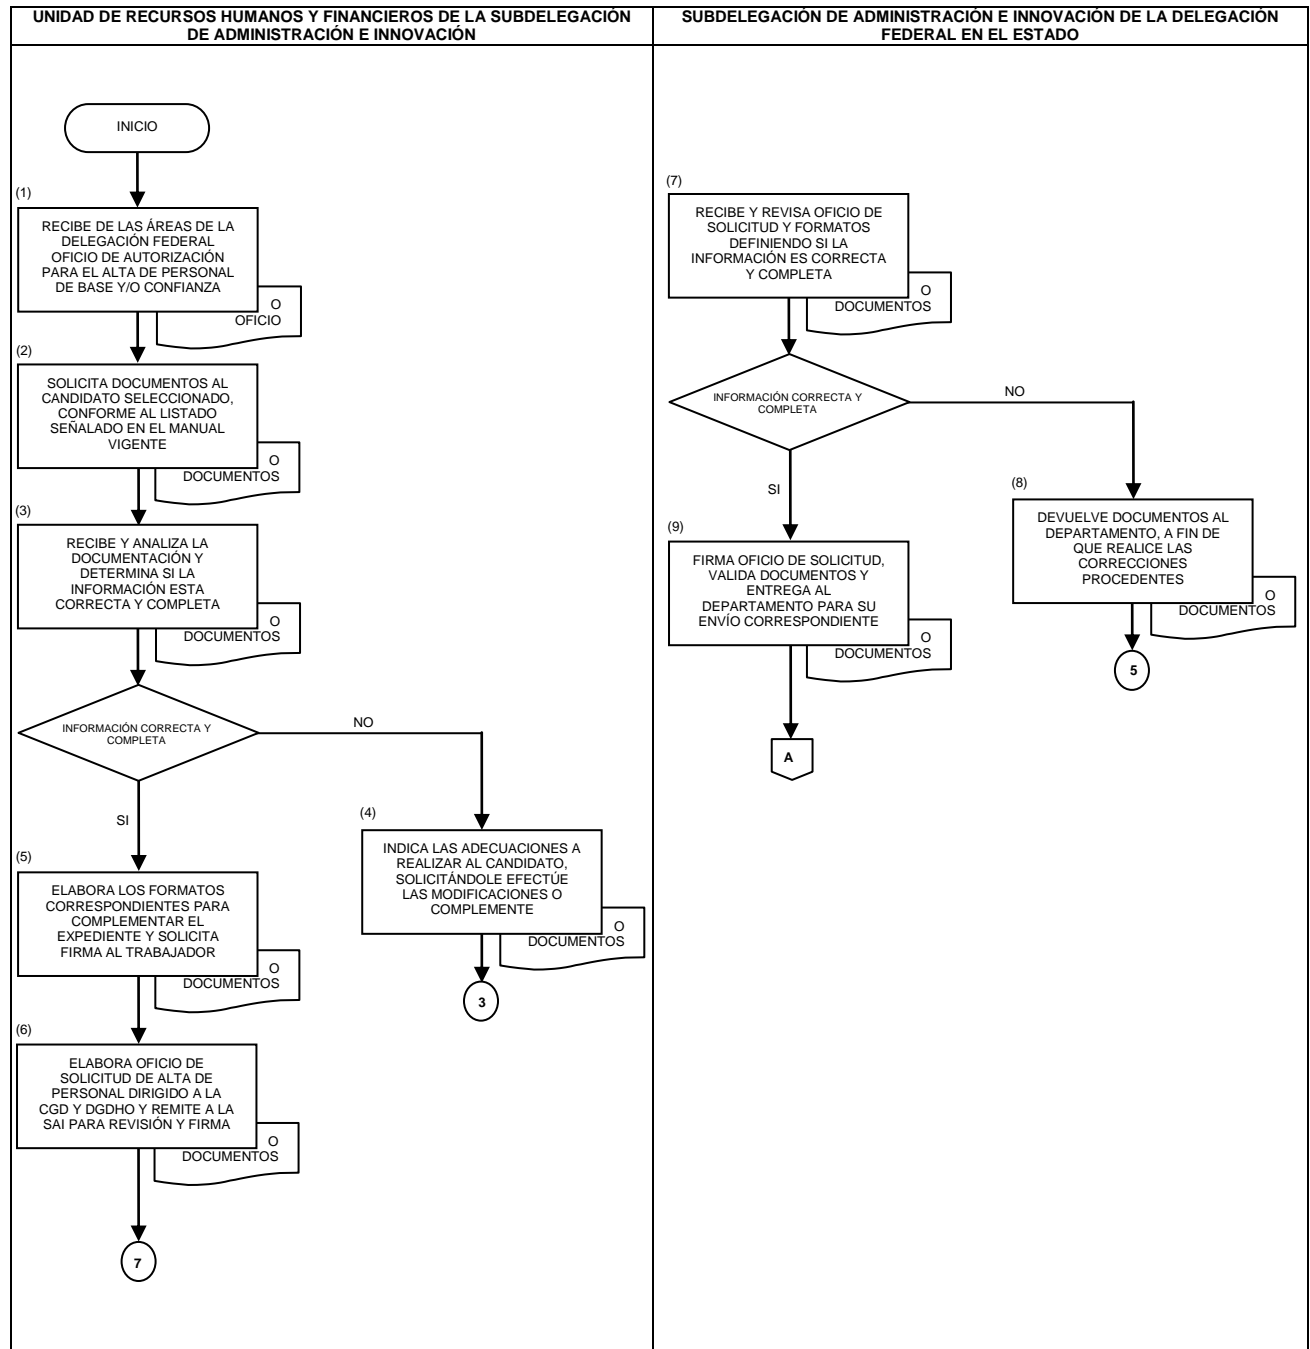 UNIDAD DE RECURSOS HUMANOS Y FINANCIEROS DE LA SUBDELEGACIÓN
DE ADMINISTRACIÓN E INNOVACIÓN
SUBDELEGACIÓN DE ADMINISTRACIÓN E INNOVACIÓN DE LA DELEGACIÓN
FEDERAL EN EL ESTADO
INICIO
(1)
RECIBE DE LAS ÁREAS DE LA
DELEGACIÓN FEDERAL
OFICIO DE AUTORIZACIÓN
PARA EL ALTA DE PERSONAL
DE BASE Y/O CONFIANZA
O
OFICIO
(2)
SOLICITA DOCUMENTOS AL
CANDIDATO SELECCIONADO,
CONFORME AL LISTADO
SEÑALADO EN EL MANUAL
VIGENTE
O
DOCUMENTOS
(3)
RECIBE Y ANALIZA LA
DOCUMENTACIÓN Y
DETERMINA SI LA
INFORMACIÓN ESTA
CORRECTA Y COMPLETA
O
DOCUMENTOS
INFORMACIÓN CORRECTA Y
COMPLETA
NO
SI
(4)
INDICA LAS ADECUACIONES A
REALIZAR AL CANDIDATO,
SOLICITÁNDOLE EFECTÚE
LAS MODIFICACIONES O
COMPLEMENTE
O
DOCUMENTOS
3
(5)
ELABORA LOS FORMATOS
CORRESPONDIENTES PARA
COMPLEMENTAR EL
EXPEDIENTE Y SOLICITA
FIRMA AL TRABAJADOR
O
DOCUMENTOS
(6)
ELABORA OFICIO DE
SOLICITUD DE ALTA DE
PERSONAL DIRIGIDO A LA
CGD Y DGDHO Y REMITE A LA
SAI PARA REVISIÓN Y FIRMA
O
DOCUMENTOS
7
(7)
RECIBE Y REVISA OFICIO DE
SOLICITUD Y FORMATOS
DEFINIENDO SI LA
INFORMACIÓN ES CORRECTA
Y COMPLETA
O
DOCUMENTOS
INFORMACIÓN CORRECTA Y
COMPLETA
NO
SI
(8)
DEVUELVE DOCUMENTOS AL
DEPARTAMENTO, A FIN DE
QUE REALICE LAS
CORRECCIONES
PROCEDENTES
O
DOCUMENTOS
5
(9)
FIRMA OFICIO DE SOLICITUD,
VALIDA DOCUMENTOS Y
ENTREGA AL
DEPARTAMENTO PARA SU
ENVÍO CORRESPONDIENTE
O
DOCUMENTOS
A